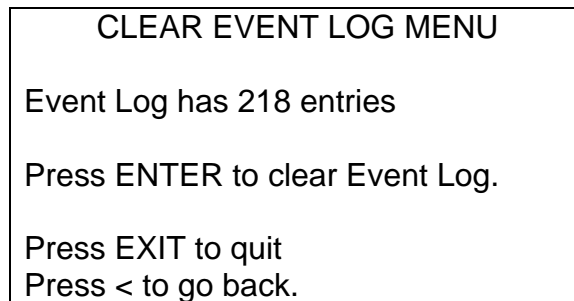 CLEAR EVENT LOG MENU
Event Log has 218 entries
Press ENTER to clear Event Log.
Press EXIT to quit
Press < to go back.